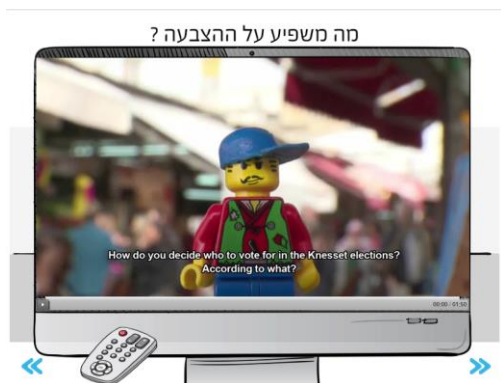 מה משפיע על ההצבעה ?
How do you decide who to vote for in the Knesset elections?
According to what?
00:00 / 01:50